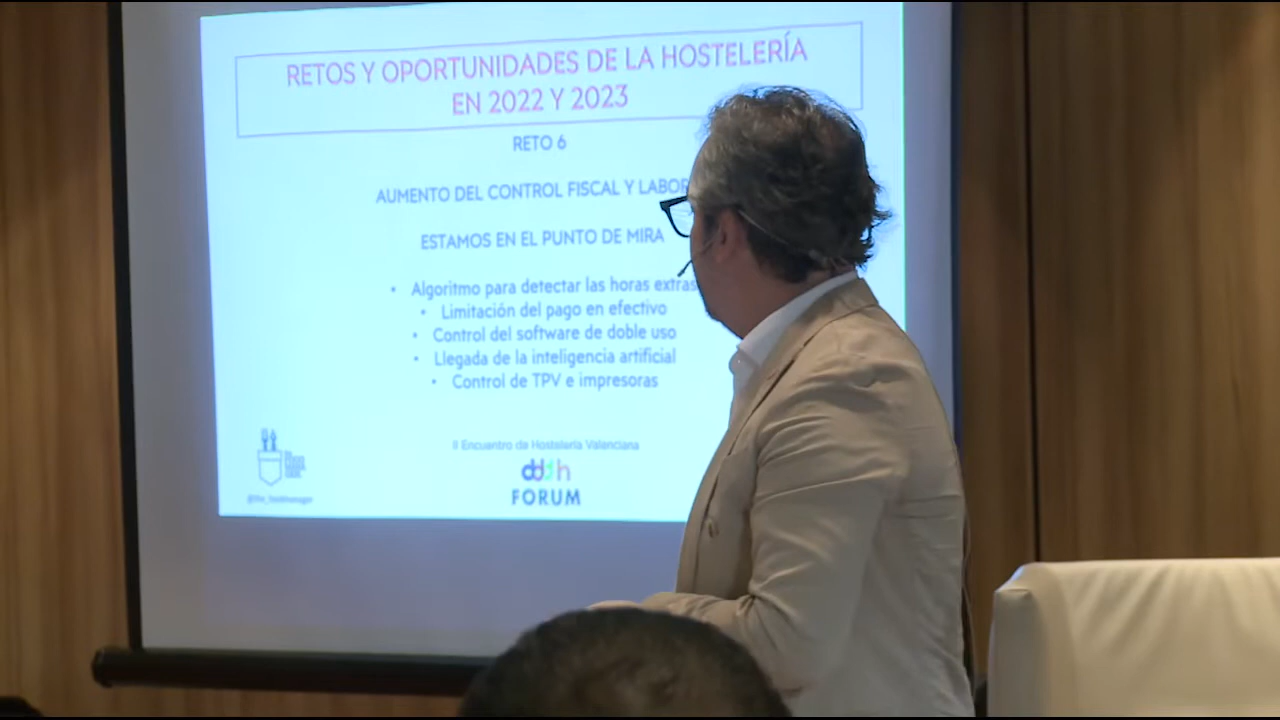 RETOS Y OPORTUNIDADES DE LA HOSTELERÍA
EN 2022 Y 2023
RETO 6
AUMENTO DEL CONTROL FISCAL Y LABOR
ESTAMOS EN EL PUNTO DE MIRA
• Algoritmo para detectar las horas extras
• Limitación del pago en efectivo
• Control del software de doble uso
• Llegada de la inteligencia artificial
• Control de TPV e impresoras
II Encuentro de Hostelería Valenciana
FORUM